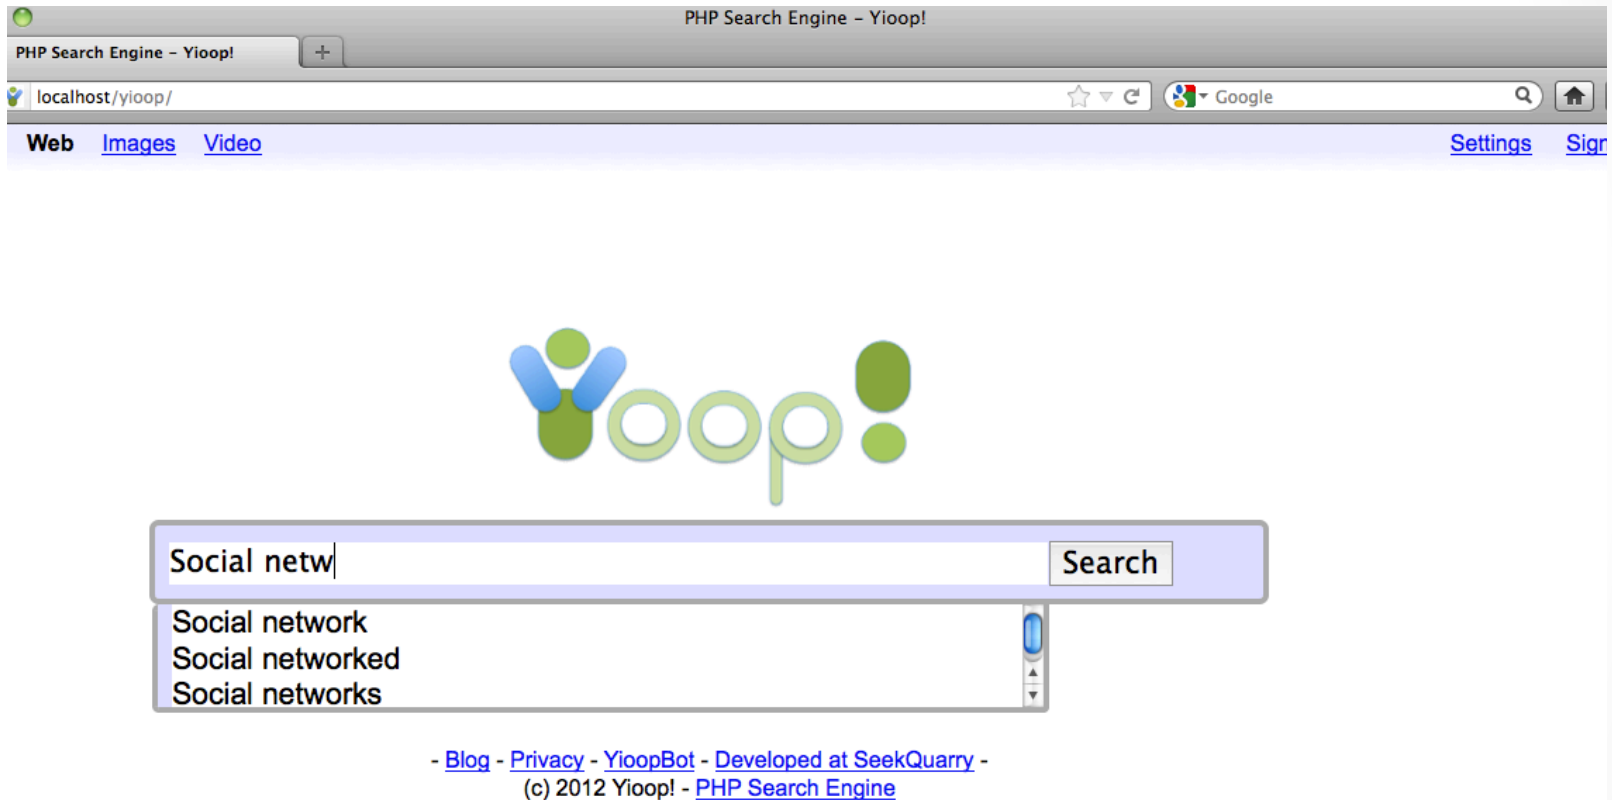 PHP Search Engine – Yioop!
PHP Search Engine – Yioop!
localhost/yioop/ Google
Web Images Video Settings Sign
Yoop!
Social netw Search
Social network
Social networked
Social networks
- Blog - Privacy - YioopBot - Developed at SeekQuarry -
(c) 2012 Yioop! - PHP Search Engine